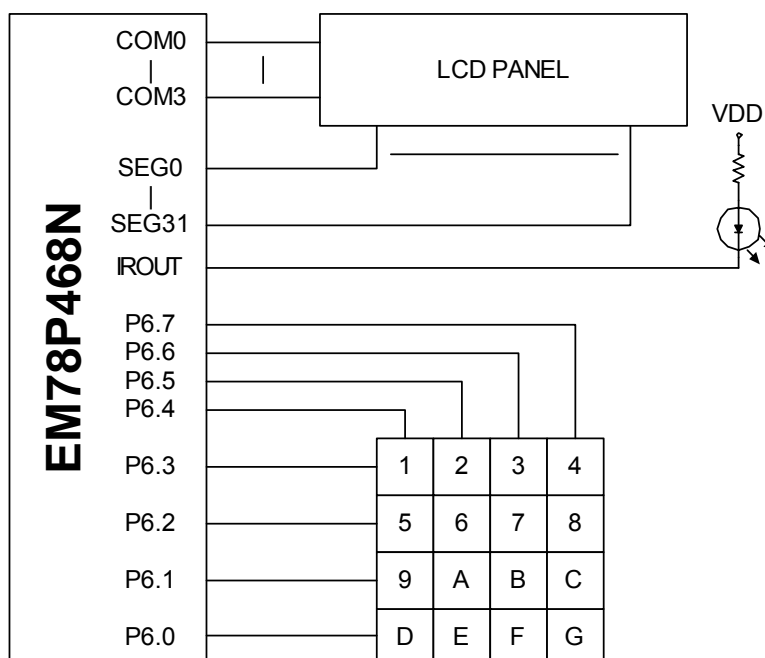 COM0
COM3
LCD PANEL
VDD
SEG0
SEG31
IROUT
EM78P468N
P6.7
P6.6
P6.5
P6.4
P6.3
1 2 3 4
P6.2
5 6 7 8
P6.1
9 A B C
P6.0
D E F G